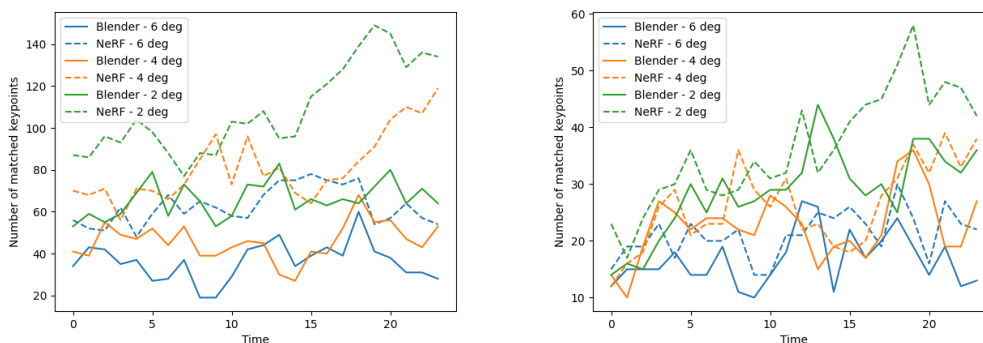 Number of matched keypoints
140
120
100
80
60
40
20
0
5
10
15
20
Time
Blender - 6 deg
NeRF - 6 deg
Blender - 4 deg
NeRF - 4 deg
Blender - 2 deg
NeRF - 2 deg
Number of matched keypoints
60
50
40
30
20
10
0
5
10
15
20
Time
Blender - 6 deg
NeRF - 6 deg
Blender - 4 deg
NeRF - 4 deg
Blender - 2 deg
NeRF - 2 deg